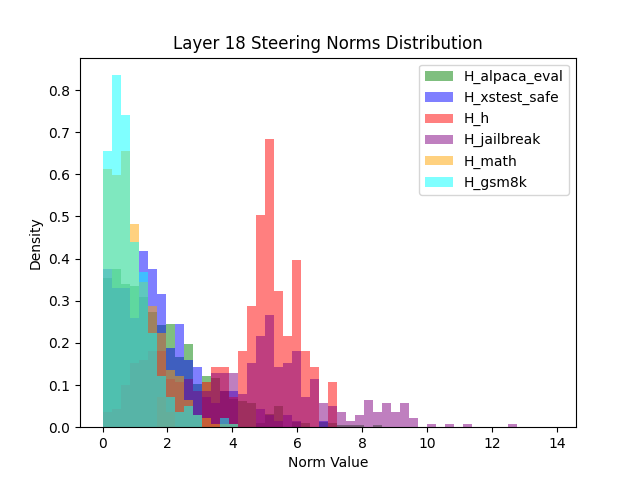 Layer 18 Steering Norms Distribution
H_alpaca_eval
H_xstest_safe
H_h
H_jailbreak
H_math
H_gsm8k
Density
0.8
0.7
0.6
0.5
0.4
0.3
0.2
0.1
0.0
0 2 4 6 8 10 12 14
Norm Value